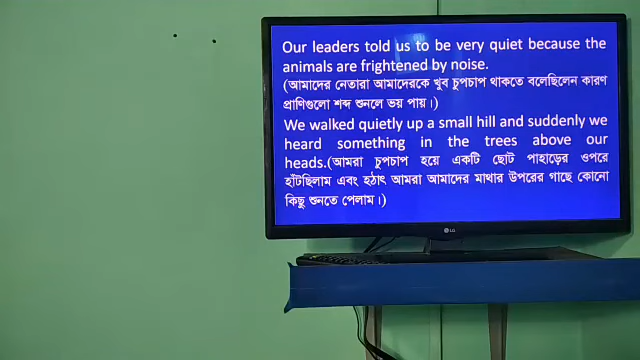 Our leaders told us to be very quiet because the
animals are frightened by noise.
(আমাদের নেতারা আমাদেরকে খুব চুপচাপ থাকতে বলেছিলেন কারণ
প্রাণিগুলো শব্দ শুনলে ভয় পায়।)
We walked quietly up a small hill and suddenly we
heard something in the trees above our
heads.(আমরা চুপচাপ হয়ে একটি ছোট পাহাড়ের ওপরে
হাঁটছিলাম এবং হঠাৎ আমরা আমাদের মাথার উপরের গাছে কোনো
কিছু শুনতে পেলাম।)
LG